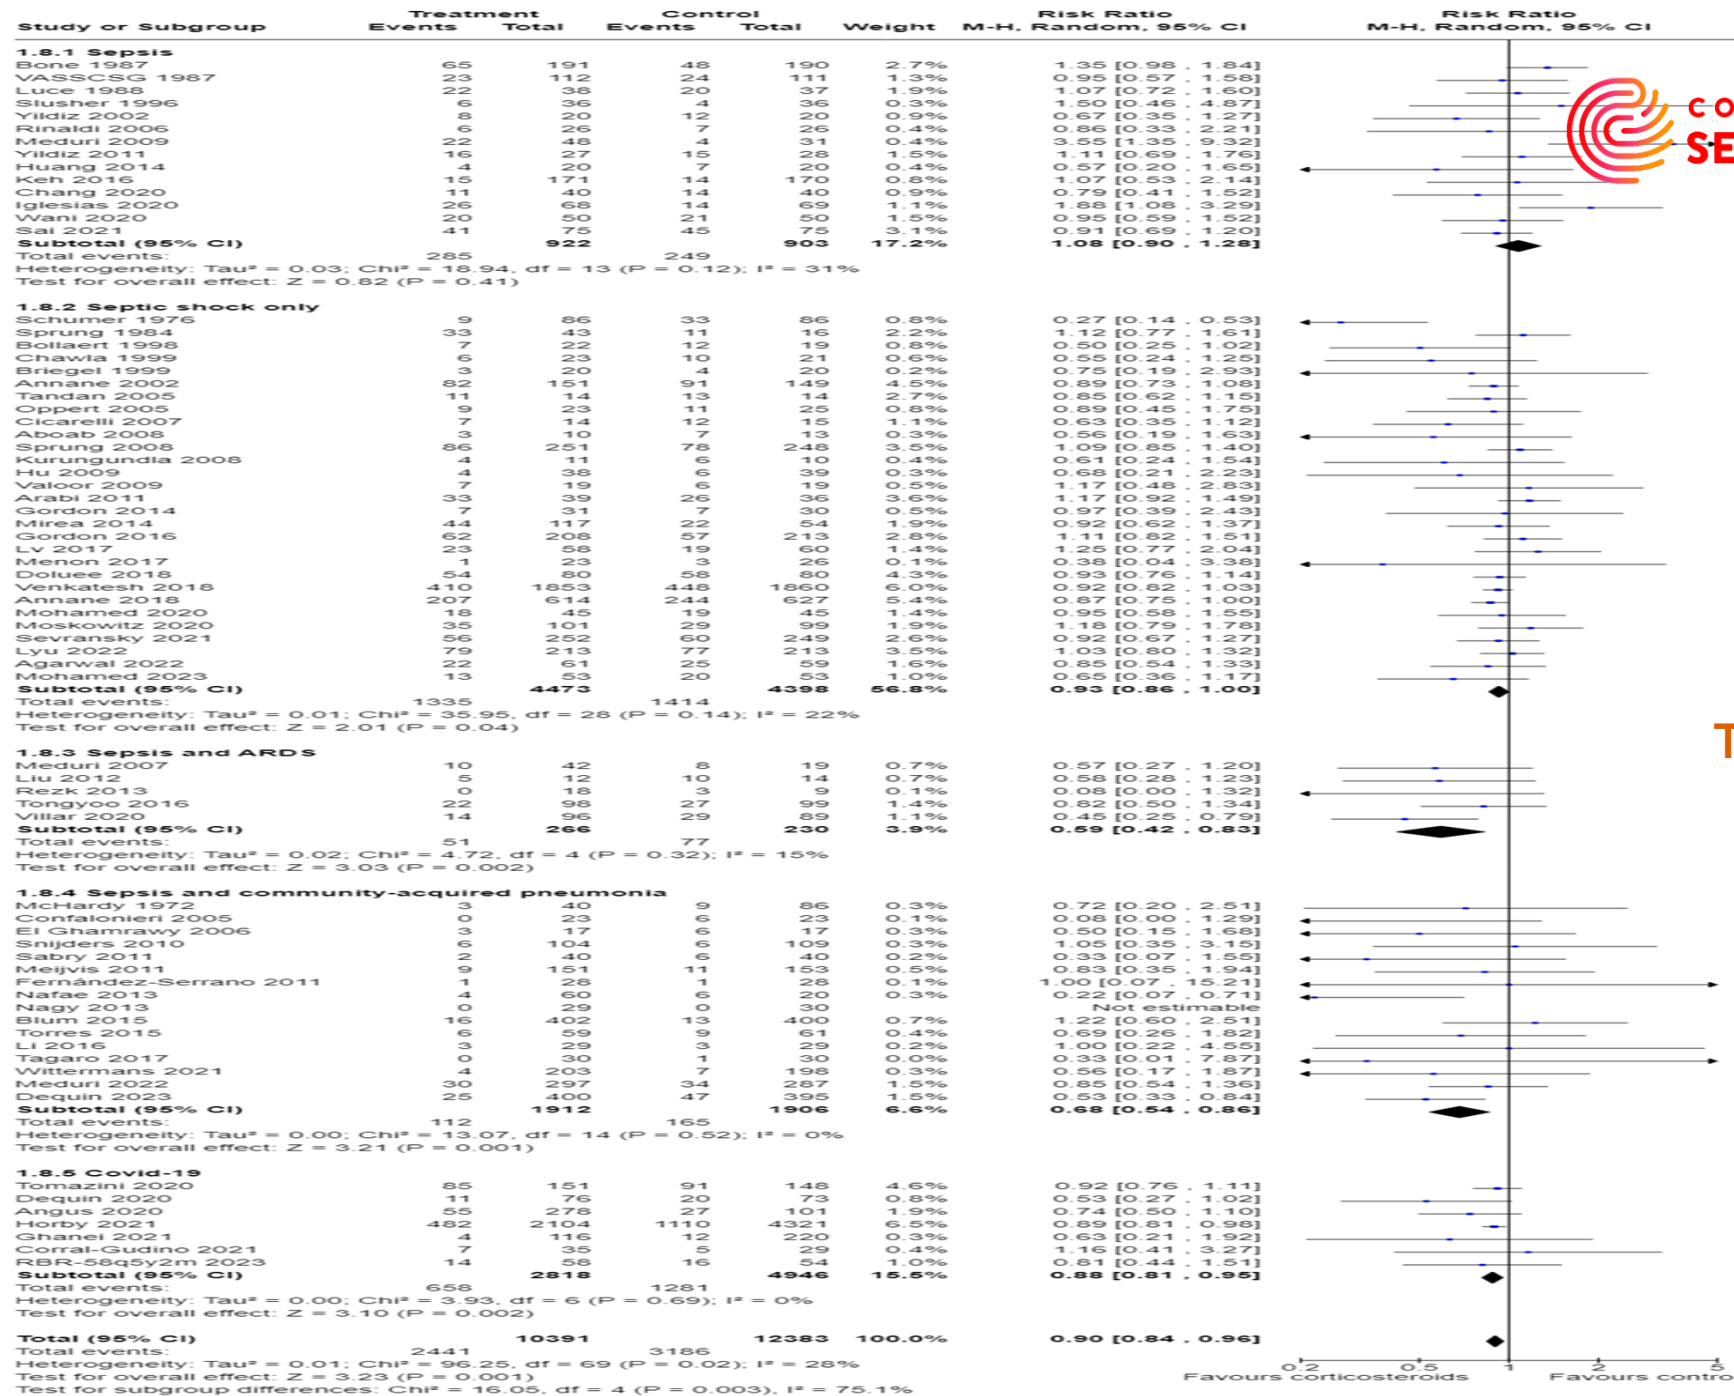 Treatment Control Risk Ratio Risk Ratio
Study or Subgroup Events Total Events Total Weight M-H, Random, 95% CI M-H, Random, 95% CI
1.8.1 Sepsis
Bone 1987 65 191 48 190 2.7% 1.35 [0.98 , 1.84]
VASSCSG 1987 23 112 24 111 1.3% 0.95 [0.57 , 1.58]
Luce 1988 22 38 20 37 1.9% 1.07 [0.72 , 1.60]
Slusher 1996 6 36 4 36 0.3% 1.50 [0.46 , 4.87]
Yildiz 2002 8 20 12 20 0.9% 0.67 [0.35 , 1.27]
Rinaldi 2006 6 26 7 26 0.4% 0.86 [0.33 , 2.21]
Meduri 2009 22 48 4 31 0.4% 3.55 [1.35 , 9.32]
Yildiz 2011 16 27 15 28 1.5% 1.11 [0.69 , 1.76]
Huang 2014 4 20 7 20 0.4% 0.57 [0.20 , 1.65]
Keh 2016 15 171 14 170 0.8% 1.07 [0.53 , 2.14]
Chang 2020 11 40 14 40 0.9% 0.79 [0.41 , 1.52]
Iglesias 2020 26 68 14 69 1.1% 1.88 [1.08 , 3.29]
Wani 2020 20 50 21 50 1.5% 0.95 [0.59 , 1.52]
Sai 2021 41 75 45 75 3.1% 0.91 [0.69 , 1.20]
Subtotal (95% CI) 922 903 17.2% 1.08 [0.90 , 1.28]
Total events: 285 249
Heterogeneity: Tau² = 0.03; Chi² = 18.94, df = 13 (P = 0.12); I² = 31%
Test for overall effect: Z = 0.82 (P = 0.41)
1.8.2 Septic shock only
Schumer 1976 9 86 33 86 0.8% 0.27 [0.14 , 0.53]
Sprung 1984 33 43 11 16 2.2% 1.12 [0.77 , 1.61]
Bollaert 1998 7 22 12 19 0.8% 0.50 [0.25 , 1.02]
Chawla 1999 6 23 10 21 0.6% 0.55 [0.24 , 1.25]
Briegel 1999 3 20 4 20 0.2% 0.75 [0.19 , 2.93]
Annane 2002 82 151 91 149 4.5% 0.89 [0.73 , 1.08]
Tandan 2005 11 14 13 14 2.7% 0.85 [0.62 , 1.15]
Oppert 2005 9 23 11 25 0.8% 0.89 [0.45 , 1.75]
Cicarelli 2007 7 14 12 15 1.1% 0.63 [0.35 , 1.12]
Aboab 2008 3 10 7 13 0.3% 0.56 [0.19 , 1.63]
Sprung 2008 86 251 78 248 3.5% 1.09 [0.85 , 1.40]
Kurungundla 2008 4 11 6 10 0.4% 0.61 [0.24 , 1.54]
Hu 2009 4 38 6 39 0.3% 0.68 [0.21 , 2.23]
Valoor 2009 7 19 6 19 0.5% 1.17 [0.48 , 2.83]
Arabi 2011 33 39 26 36 3.6% 1.17 [0.92 , 1.49]
Gordon 2014 7 31 7 30 0.5% 0.97 [0.39 , 2.43]
Mirea 2014 44 117 22 54 1.9% 0.92 [0.62 , 1.37]
Gordon 2016 62 208 57 213 2.8% 1.11 [0.82 , 1.51]
Lv 2017 23 58 19 60 1.4% 1.25 [0.77 , 2.04]
Menon 2017 1 23 3 26 0.1% 0.38 [0.04 , 3.38]
Doluee 2018 54 80 58 80 4.3% 0.93 [0.76 , 1.14]
Venkatesh 2018 410 1853 448 1860 6.0% 0.92 [0.82 , 1.03]
Annane 2018 207 614 244 627 5.4% 0.87 [0.75 , 1.00]
Mohamed 2020 18 45 19 45 1.4% 0.95 [0.58 , 1.55]
Moskowitz 2020 35 101 29 99 1.9% 1.18 [0.79 , 1.78]
Sevransky 2021 56 252 60 249 2.6% 0.92 [0.67 , 1.27]
Lyu 2022 79 213 77 213 3.5% 1.03 [0.80 , 1.32]
Agarwal 2022 22 61 25 59 1.6% 0.85 [0.54 , 1.33]
Mohamed 2023 13 53 20 53 1.0% 0.65 [0.36 , 1.17]
Subtotal (95% CI) 4473 4398 56.8% 0.93 [0.86 , 1.00]
Total events: 1335 1414
Heterogeneity: Tau² = 0.01; Chi² = 35.95, df = 28 (P = 0.14); I² = 22%
Test for overall effect: Z = 2.01 (P = 0.04)
1.8.3 Sepsis and ARDS
Meduri 2007 10 42 8 19 0.7% 0.57 [0.27 , 1.20]
Liu 2012 5 12 10 14 0.7% 0.58 [0.28 , 1.23]
Rezk 2013 0 18 3 9 0.1% 0.08 [0.00 , 1.32]
Tongyoo 2016 22 98 27 99 1.4% 0.82 [0.50 , 1.34]
Villar 2020 14 96 29 89 1.1% 0.45 [0.25 , 0.79]
Subtotal (95% CI) 266 230 3.9% 0.59 [0.42 , 0.83]
Total events: 51 77
Heterogeneity: Tau² = 0.02; Chi² = 4.72, df = 4 (P = 0.32); I² = 15%
Test for overall effect: Z = 3.03 (P = 0.002)
1.8.4 Sepsis and community-acquired pneumonia
McHardy 1972 3 40 9 86 0.3% 0.72 [0.20 , 2.51]
Confalonieri 2005 0 23 6 23 0.1% 0.08 [0.00 , 1.29]
El Ghamrawy 2006 3 17 6 17 0.3% 0.50 [0.15 , 1.68]
Snijders 2010 6 104 6 109 0.3% 1.05 [0.35 , 3.15]
Sabry 2011 2 40 6 40 0.2% 0.33 [0.07 , 1.55]
Meijvis 2011 9 151 11 153 0.5% 0.83 [0.35 , 1.94]
Fernández-Serrano 2011 1 28 1 28 0.1% 1.00 [0.07 , 15.21]
Nafae 2013 4 60 6 20 0.3% 0.22 [0.07 , 0.71]
Nagy 2013 0 29 0 30 Not estimable
Blum 2015 16 402 13 400 0.7% 1.22 [0.60 , 2.51]
Torres 2015 6 59 9 61 0.4% 0.69 [0.26 , 1.82]
Li 2016 3 29 3 29 0.2% 1.00 [0.22 , 4.55]
Tagaro 2017 0 30 1 30 0.0% 0.33 [0.01 , 7.87]
Wittermans 2021 4 203 7 198 0.3% 0.56 [0.17 , 1.87]
Meduri 2022 30 297 34 287 1.5% 0.85 [0.54 , 1.36]
Dequin 2023 25 400 47 395 1.5% 0.53 [0.33 , 0.84]
Subtotal (95% CI) 1912 1906 6.6% 0.68 [0.54 , 0.86]
Total events: 112 165
Heterogeneity: Tau² = 0.00; Chi² = 13.07, df = 14 (P = 0.52); I² = 0%
Test for overall effect: Z = 3.21 (P = 0.001)
1.8.5 Covid-19
Tomazini 2020 85 151 91 148 4.6% 0.92 [0.76 , 1.11]
Dequin 2020 11 76 20 73 0.8% 0.53 [0.27 , 1.02]
Angus 2020 55 278 27 101 1.9% 0.74 [0.50 , 1.10]
Horby 2021 482 2104 1110 4321 6.5% 0.89 [0.81 , 0.98]
Ghanei 2021 4 116 12 220 0.3% 0.63 [0.21 , 1.92]
Corral-Gudino 2021 7 35 5 29 0.4% 1.16 [0.41 , 3.27]
RBR-58q5y2m 2023 14 58 16 54 1.0% 0.81 [0.44 , 1.51]
Subtotal (95% CI) 2818 4946 15.5% 0.88 [0.81 , 0.95]
Total events: 658 1281
Heterogeneity: Tau² = 0.00; Chi² = 3.93, df = 6 (P = 0.69); I² = 0%
Test for overall effect: Z = 3.10 (P = 0.002)
Total (95% CI) 10391 12383 100.0% 0.90 [0.84 , 0.96]
Total events: 2441 3186
Heterogeneity: Tau² = 0.01; Chi² = 96.25, df = 69 (P = 0.02); I² = 28%
Test for overall effect: Z = 3.23 (P = 0.001)
Test for subgroup differences: Chi² = 16.05, df = 4 (P = 0.003), I² = 75.1%
0.2 0.5 1 2 5
Favours corticosteroids Favours contro
CO
SE
T